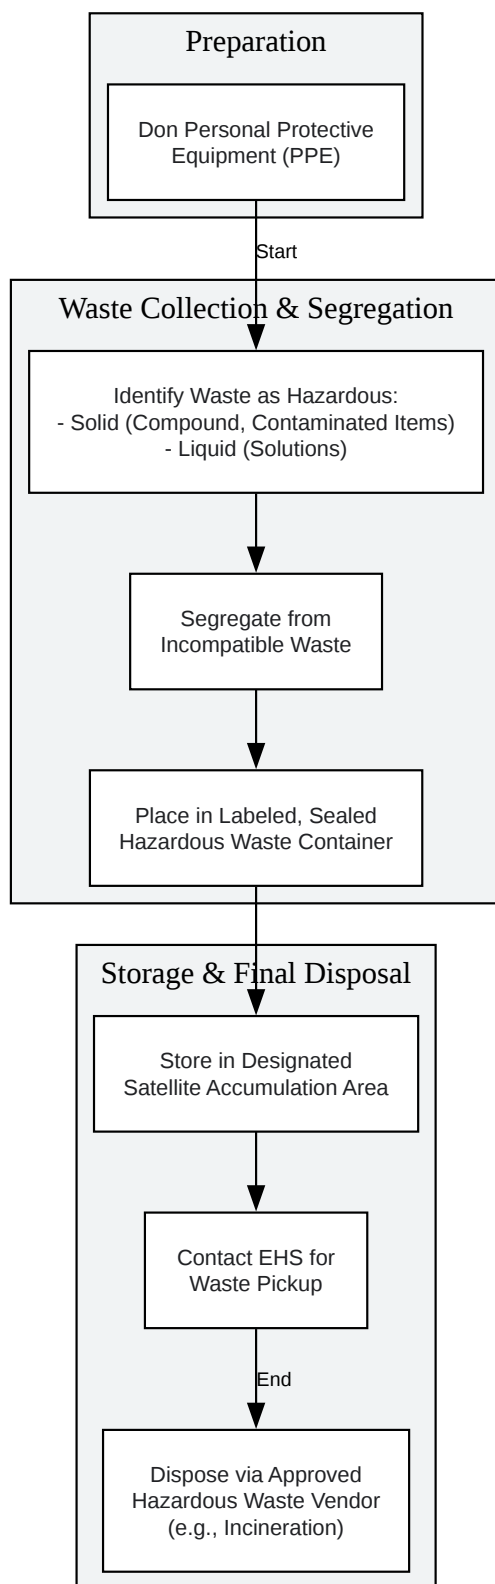 Preparation
Don Personal Protective
Equipment (PPE)
Start
Waste Collection & Segregation
Identify Waste as Hazardous:
- Solid (Compound, Contaminated Items)
- Liquid (Solutions)
Segregate from
Incompatible Waste
Place in Labeled, Sealed
Hazardous Waste Container
Storage & Final Disposal
Store in Designated
Satellite Accumulation Area
Contact EHS for
Waste Pickup
End
Dispose via Approved
Hazardous Waste Vendor
(e.g., Incineration)